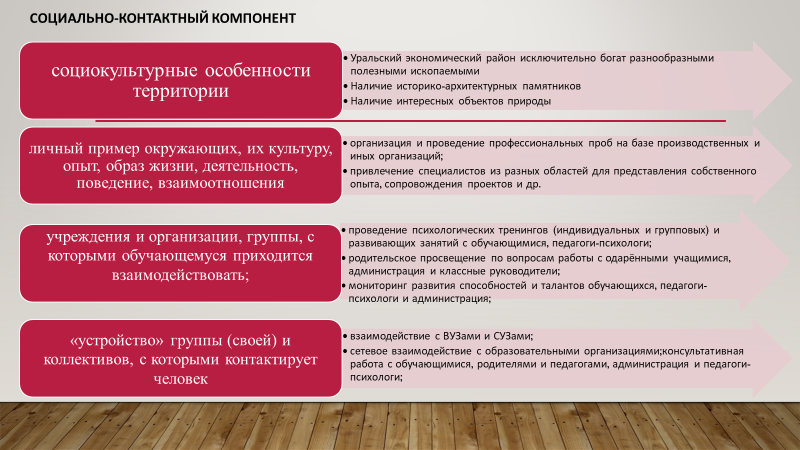 СОЦИАЛЬНО-КОНТАКТНЫЙ КОМПОНЕНТ
социокультурные особенности
территории
• Уральский экономический район исключительно богат разнообразными
полезными ископаемыми
• Наличие историко-архитектурных памятников
• Наличие интересных объектов природы
личный пример окружающих, их культуру,
опыт, образ жизни, деятельность,
поведение, взаимоотношения
• организация и проведение профессиональных проб на базе производственных и
иных организаций;
• привлечение специалистов из разных областей для представления собственного
опыта, сопровождения проектов и др.
учреждения и организации, группы, с
которыми обучающемуся приходится
взаимодействовать;
• проведение психологических тренингов (индивидуальных и групповых) и
развивающих занятий с обучающимися, педагоги-психологи;
• родительское просвещение по вопросам работы с одарёнными учащимися,
администрация и классные руководители;
• мониторинг развития способностей и талантов обучающихся, педагоги-
психологи и администрация;
«устройство» группы (своей) и
коллективов, с которыми контактирует
человек
• взаимодействие с ВУЗами и СУЗами;
• сетевое взаимодействие с образовательными организациями;консультативная
работа с обучающимися, родителями и педагогами, администрация и педагоги-
психологи;